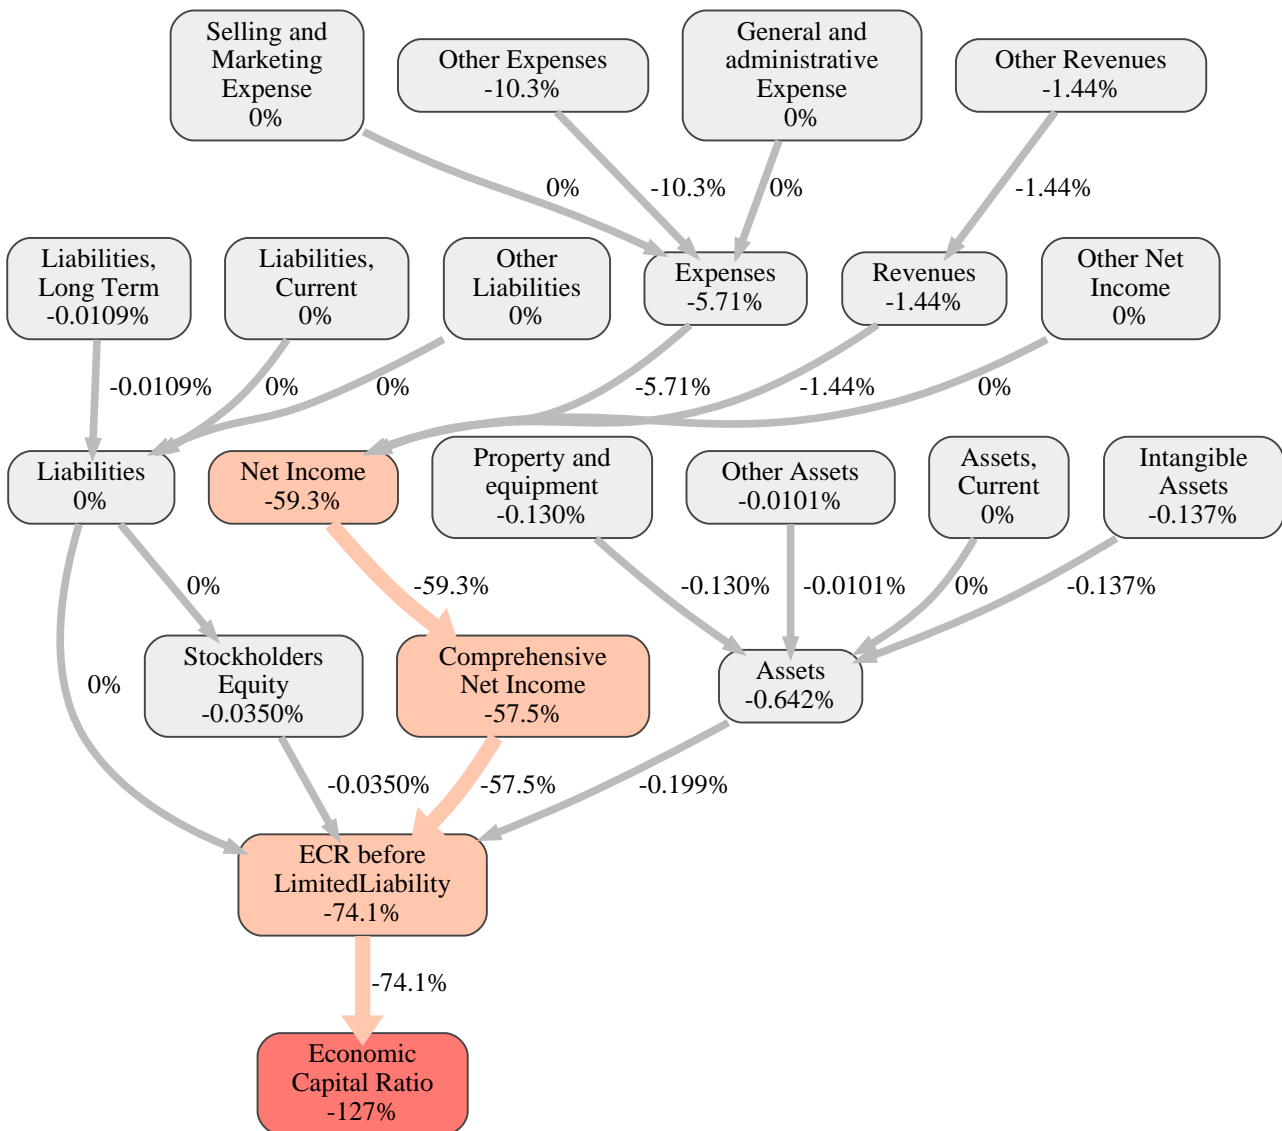 Selling and
Marketing
Expense
0%
Other Expenses
-10.3%
General and
administrative
Expense
0%
Other Revenues
-1.44%
0%
-10.3%
0%
-1.44%
Liabilities,
Long Term
-0.0109%
Liabilities,
Current
0%
Other
Liabilities
0%
Expenses
-5.71%
Revenues
-1.44%
Other Net
Income
0%
-0.0109%
0%
0%
-5.71%
-1.44%
0%
Liabilities
0%
Net Income
-59.3%
Property and
equipment
-0.130%
Other Assets
-0.0101%
Assets,
Current
0%
Intangible
Assets
-0.137%
0%
-59.3%
-0.130%
-0.0101%
0%
-0.137%
0%
Stockholders
Equity
-0.0350%
Comprehensive
Net Income
-57.5%
Assets
-0.642%
-0.0350%
-57.5%
-0.199%
ECR before
LimitedLiability
-74.1%
-74.1%
Economic
Capital Ratio
-127%